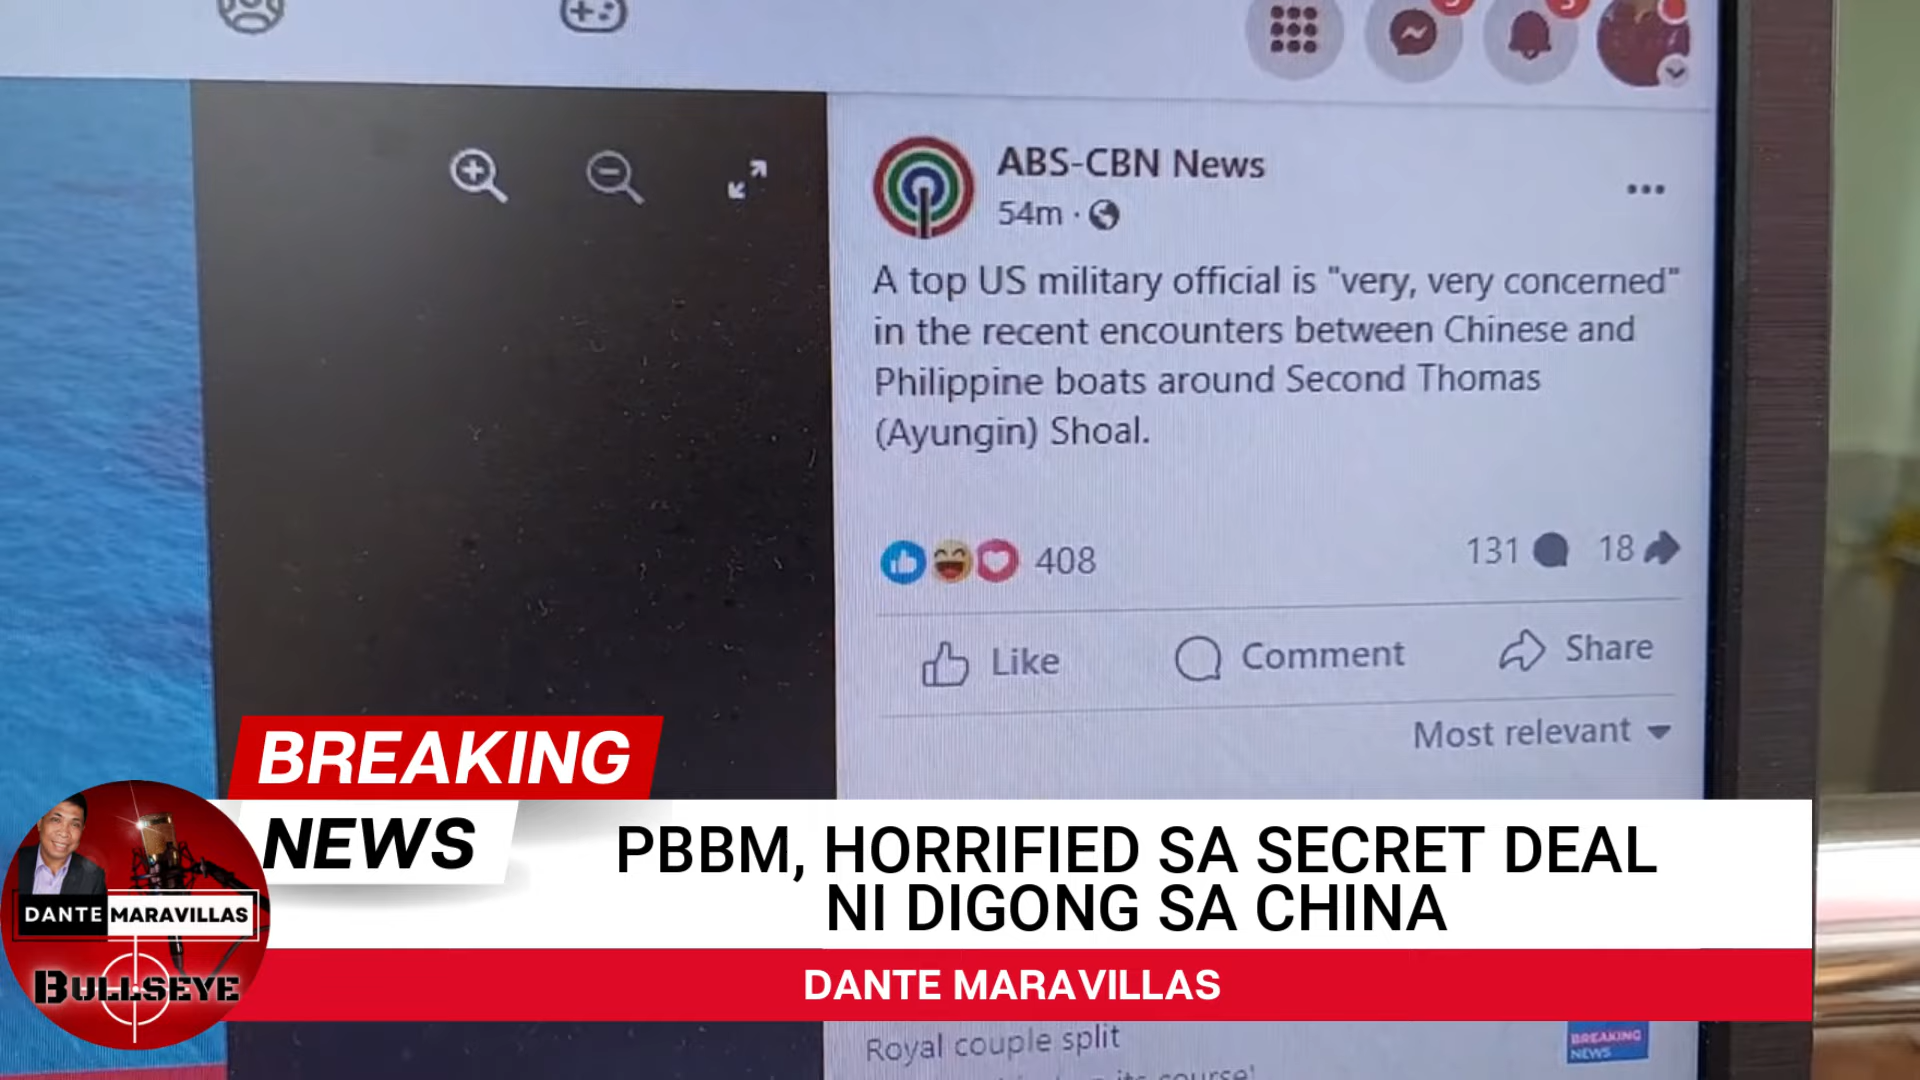 ABS-CBN News
54m ·
A top US military official is "very, very concerned"
in the recent encounters between Chinese and
Philippine boats around Second Thomas
(Ayungin) Shoal.
408
131
18
Like
Comment
Share
Most relevant
BREAKING
NEWS
PBBM, HORRIFIED SA SECRET DEAL
NI DIGONG SA CHINA
DANTE MARAVILLAS
DANTE MARAVILLAS
BULLSEYE
Royal couple split
BREAKING
NEWS
its course'